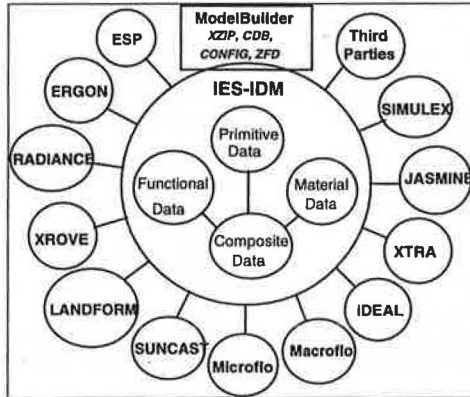 ModelBuilder
XZIP, CDB,
CONFIG, ZFD
ESP
Third
Parties
IES-IDM
ERGON
SIMULEX
Primitive
Data
RADIANCE
JASMINE
Functional
Data
Material
Data
XROVE
Composite
Data
XTRA
LANDFORM
IDEAL
SUNCAST
Microflo
Macroflo